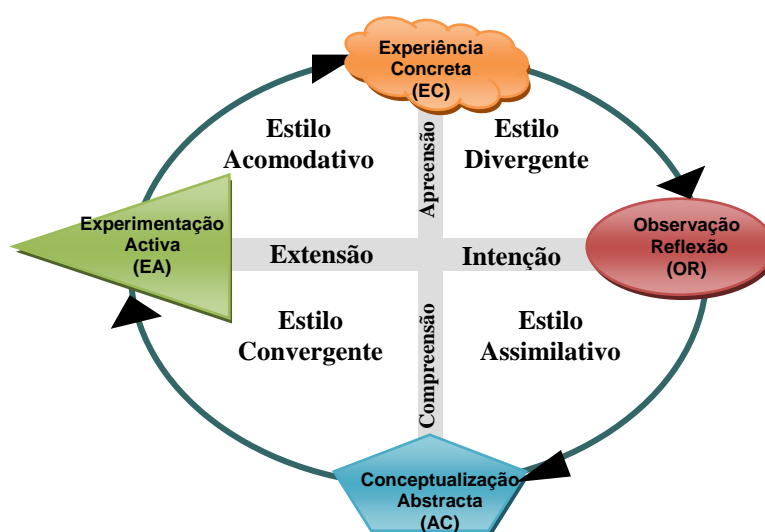 Experiência
Concreta
(EC)
Estilo
Acomodativo
Apreensão
Estilo
Divergente
Experimentação
Activa
(EA)
Extensão
Intenção
Observação
Reflexão
(OR)
Estilo
Convergente
Compreensão
Estilo
Assimilativo
Conceptualização
Abstracta
(AC)